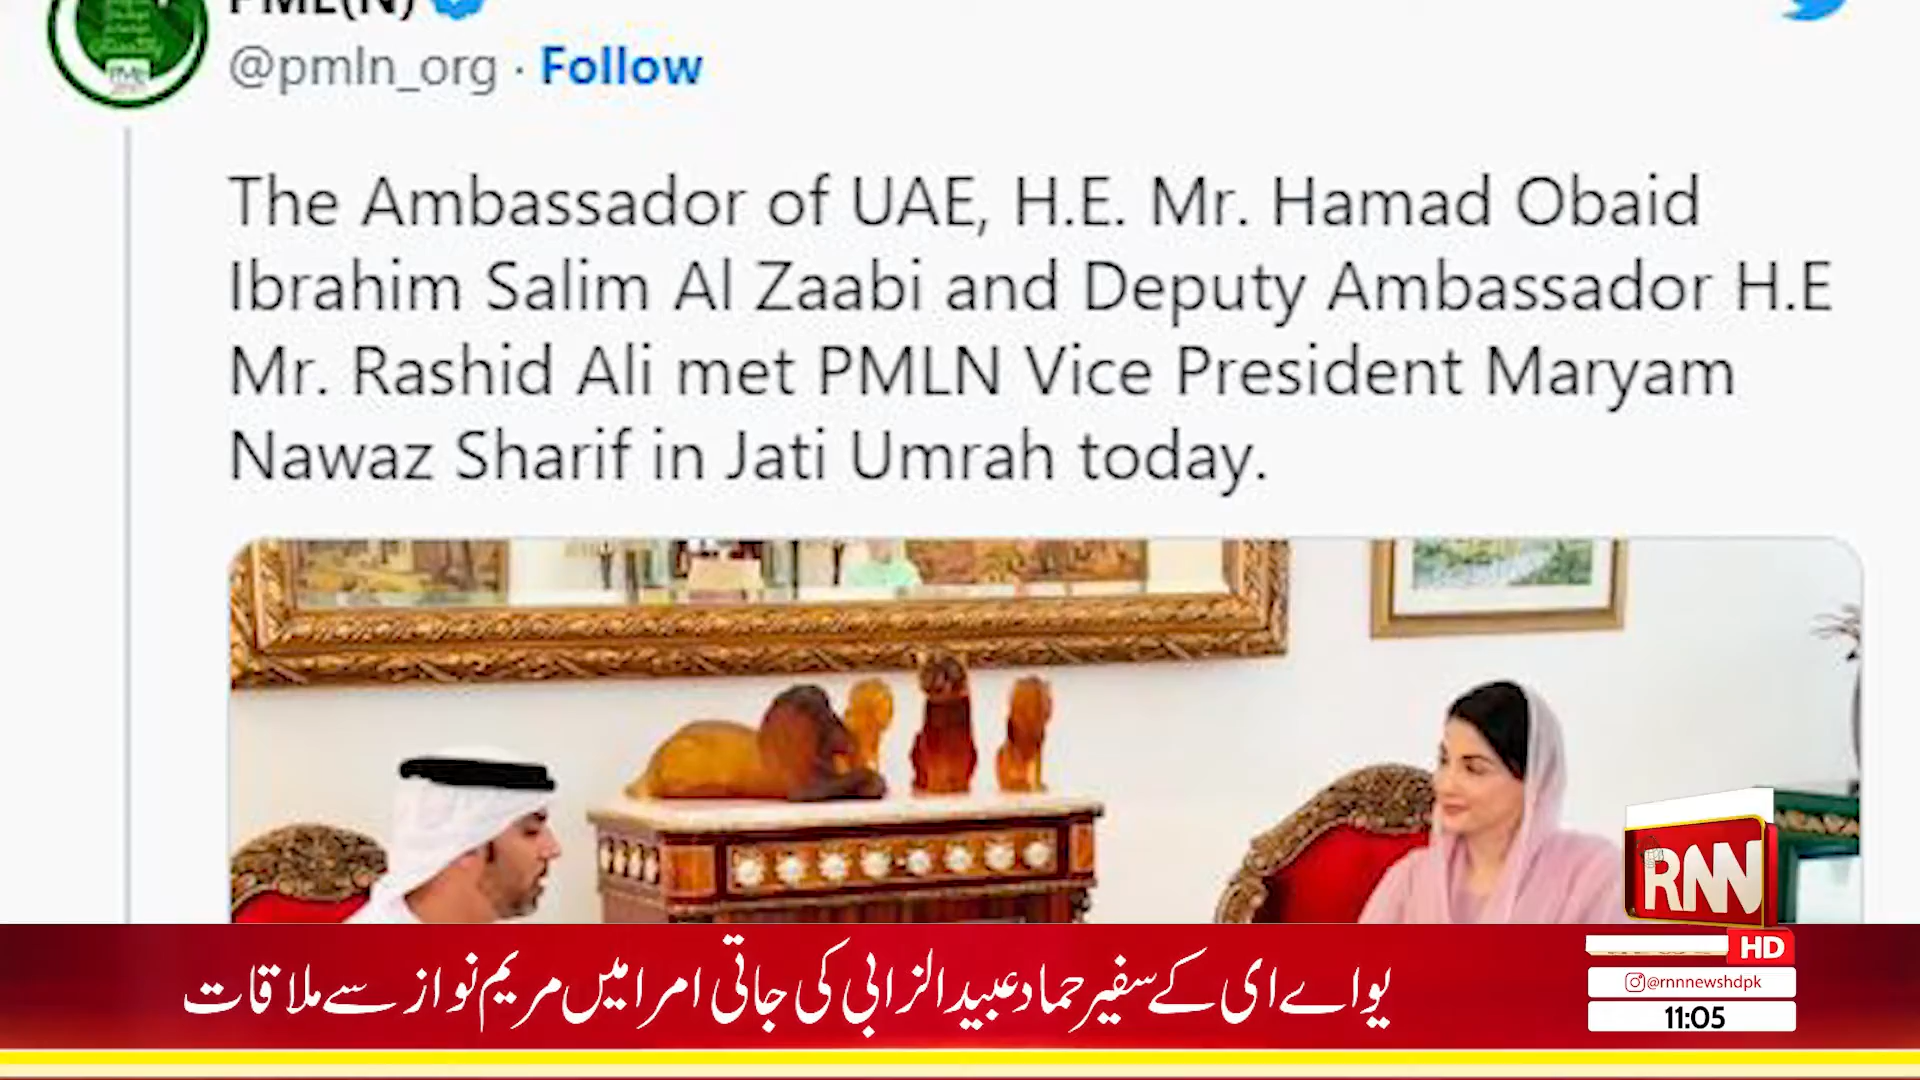 PML(N)
@pmln_org · Follow
The Ambassador of UAE, H.E. Mr. Hamad Obaid
Ibrahim Salim Al Zaabi and Deputy Ambassador H.E
Mr. Rashid Ali met PMLN Vice President Maryam
Nawaz Sharif in Jati Umrah today.
RNN
HD
@rnnnewshdpk
11:05
یو اے ای کے سفیر حماد عبید الزابی کی جاتی امرا میں مریم نواز سے ملاقات